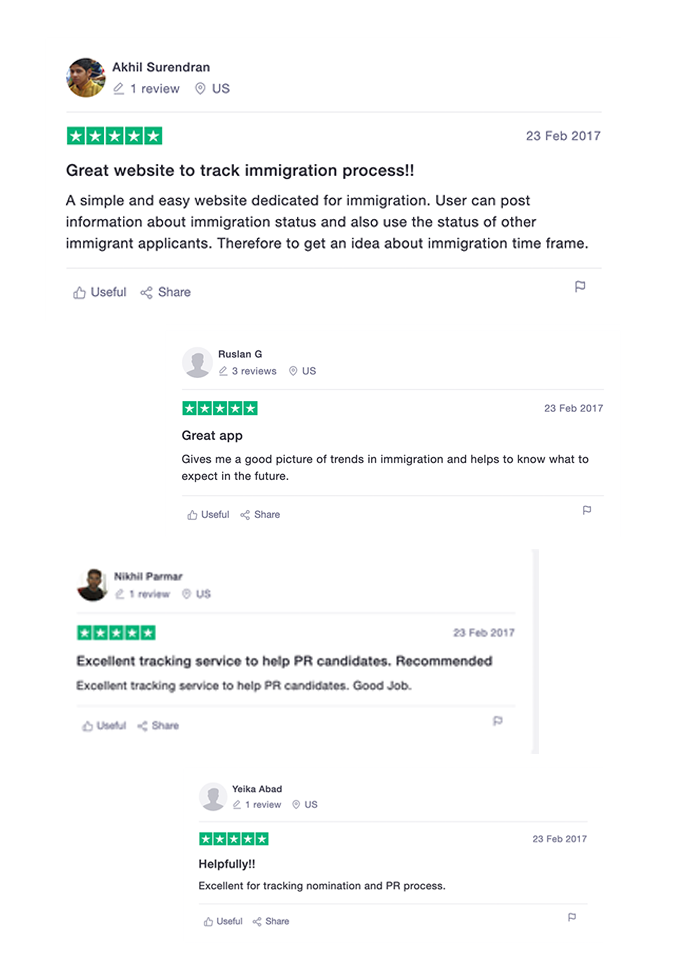 Akhil Surendran
1 review US
23 Feb 2017
Great website to track immigration process!!
A simple and easy website dedicated for immigration. User can post
information about immigration status and also use the status of other
immigrant applicants. Therefore to get an idea about immigration time frame.
Useful Share
Ruslan G
3 reviews US
23 Feb 2017
Great app
Gives me a good picture of trends in immigration and helps to know what to
expect in the future.
Useful Share
Nikhil Parmar
1 review US
23 Feb 2017
Excellent tracking service to help PR candidates. Recommended
Excellent tracking service to help PR candidates. Good Job.
Useful Share
Yeika Abad
1 review US
23 Feb 2017
Helpfully!!
Excellent for tracking nomination and PR process.
Useful Share